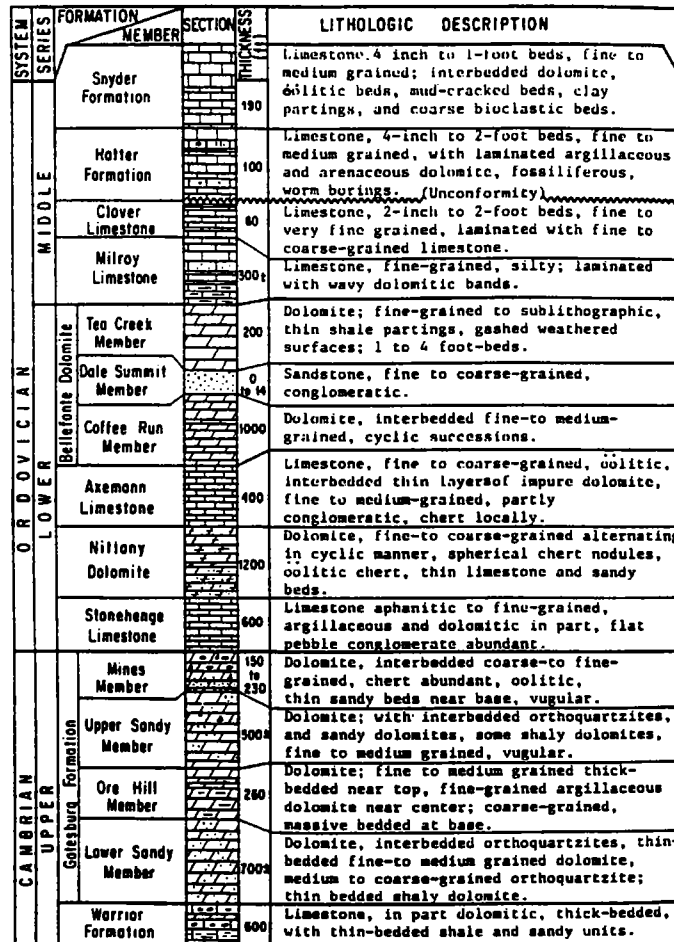 SYSTEM
SERIES
FORMATION
MEMBER
SECTION
THICKNESS (ft)
LITHOLOGIC DESCRIPTION
ORDOVICIAN
MIDDLE
Snyder
Formation
190
Limestone, 4 inch to 1-foot beds, fine to
medium grained; interbedded dolomite,
öolitic beds, mud-cracked beds, clay
partings, and coarse bioclastic beds.
Hatter
Formation
100
Limestone, 4-inch to 2-foot beds, fine to
medium grained, with laminated argillaceous
and arenaceous dolomite, fossiliferous,
worm borings. (Unconformity)
Clover
Limestone
60
Limestone, 2-inch to 2-foot beds, fine to
very fine grained, laminated with fine to
coarse-grained limestone.
Milroy
Limestone
300±
Limestone, fine-grained, silty; laminated
with wavy dolomitic bands.
LOWER
Bellefonte Dolomite
Tea Creek
Member
200
Dolomite; fine-grained to sublithographic,
thin shale partings, gashed weathered
surfaces; 1 to 4 foot-beds.
Dale Summit
Member
0
to 14
Sandstone, fine to coarse-grained,
conglomeratic.
Coffee Run
Member
1000
Dolomite, interbedded fine-to medium-
grained, cyclic successions.
Axemann
Limestone
400
Limestone, fine to coarse-grained, oolitic,
interbedded thin layersof impure dolomite,
fine to medium-grained, partly
conglomeratic, chert locally.
Nittany
Dolomite
1200
Dolomite, fine-to coarse-grained alternating
in cyclic manner, spherical chert nodules,
oolitic chert, thin limestone and sandy
beds.
Stonehenge
Limestone
600
Limestone aphanitic to fine-grained,
argillaceous and dolomitic in part, flat
pebble conglomerate abundant.
CAMBRIAN
UPPER
Gatesburg Formation
Mines
Member
150
to
230
Dolomite, interbedded coarse-to fine-
grained, chert abundant, oolitic,
thin sandy beds near base, vugular.
Upper Sandy
Member
500±
Dolomite; with interbedded orthoquartzites,
and sandy dolomites, some shaly dolomites,
fine to medium grained, vugular.
Ore Hill
Member
260
Dolomite; fine to medium grained thick-
bedded near top, fine-grained argillaceous
dolomite near center; coarse-grained,
massive bedded at base.
Lower Sandy
Member
700±
Dolomite, interbedded orthoquartzites, thin-
bedded fine-to medium grained dolomite,
medium to coarse-grained orthoquartzite;
thin bedded shaly dolomite.
Warrior
Formation
600
Limestone, in part dolomitic, thick-bedded,
with thin-bedded shale and sandy units.